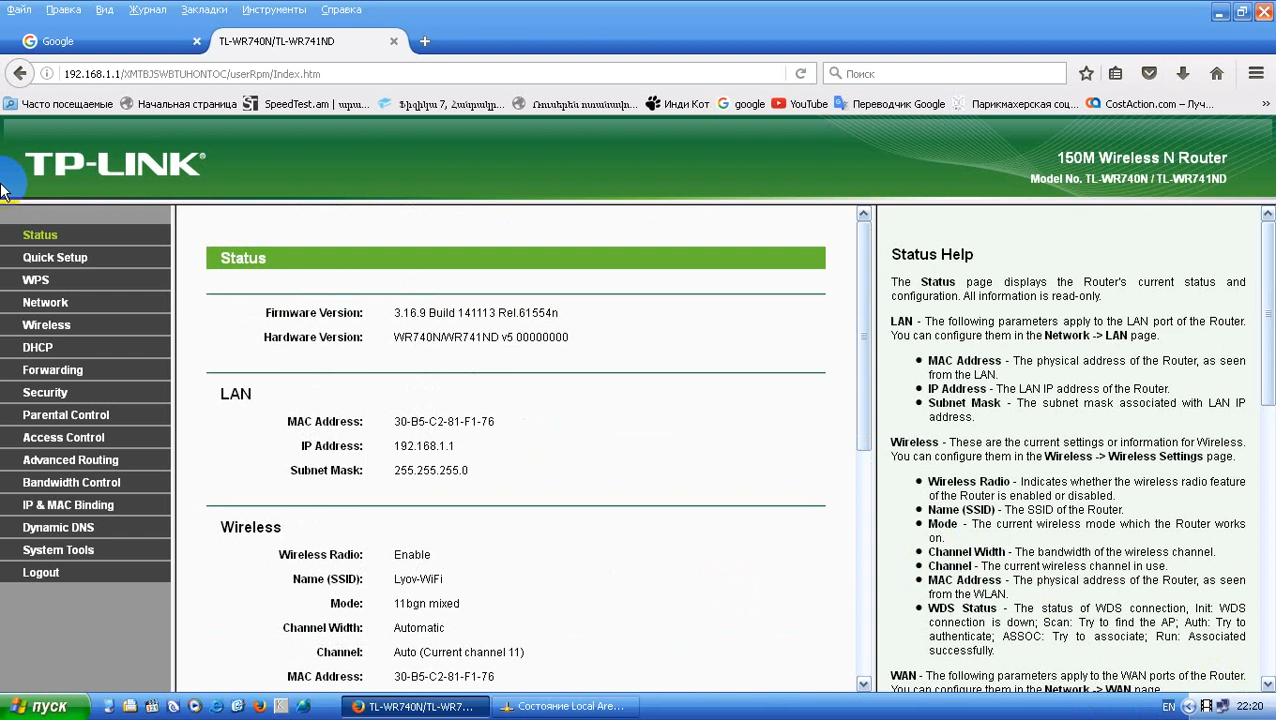 Файл Правка Вид Журнал Закладки Инструменты Справка
Google
TL-WR740N/TL-WR741ND
192.168.1.1/XMTBJSWBTUHONTOC/userRpm/Index.htm
Поиск
Часто посещаемые Начальная страница SpeedTest.am | պրո... Ֆիզիկա 7, Հաղարակ... Инди Кот google YouTube Переводчик Google Парикмахерская соц... CostAction.com – Луч...
TP-LINK®
150M Wireless N Router
Model No. TL-WR740N / TL-WR741ND
Status
Quick Setup
WPS
Network
Wireless
DHCP
Forwarding
Security
Parental Control
Access Control
Advanced Routing
Bandwidth Control
IP & MAC Binding
Dynamic DNS
System Tools
Logout
Status
Firmware Version: 3.16.9 Build 141113 Rel.61554n
Hardware Version: WR740N/WR741ND v5 00000000
LAN
MAC Address: 30-B5-C2-81-F1-76
IP Address: 192.168.1.1
Subnet Mask: 255.255.255.0
Wireless
Wireless Radio: Enable
Name (SSID): Lyov-WiFi
Mode: 11bgn mixed
Channel Width: Automatic
Channel: Auto (Current channel 11)
MAC Address: 30-B5-C2-81-F1-76
Status Help
The Status page displays the Router's current status and
configuration. All information is read-only.
LAN - The following parameters apply to the LAN port of the Router.
You can configure them in the Network -> LAN page.
MAC Address - The physical address of the Router, as seen
from the LAN.
IP Address - The LAN IP address of the Router.
Subnet Mask - The subnet mask associated with LAN IP
address.
Wireless - These are the current settings or information for Wireless.
You can configure them in the Wireless -> Wireless Settings page.
Wireless Radio - Indicates whether the wireless radio feature
of the Router is enabled or disabled.
Name (SSID) - The SSID of the Router.
Mode - The current wireless mode which the Router works
on.
Channel Width - The bandwidth of the wireless channel.
Channel - The current wireless channel in use.
MAC Address - The physical address of the Router, as seen
from the WLAN.
WDS Status - The status of WDS connection, Init: WDS
connection is down; Scan: Try to find the AP; Auth: Try to
authenticate; ASSOC: Try to associate; Run: Associated
successfully.
WAN - The following parameters apply to the WAN ports of the Router.
You can configure them in the Network -> WAN page.
пуск
TL-WR740N/TL-WR7...
Состояние Local Are...
EN
22:20